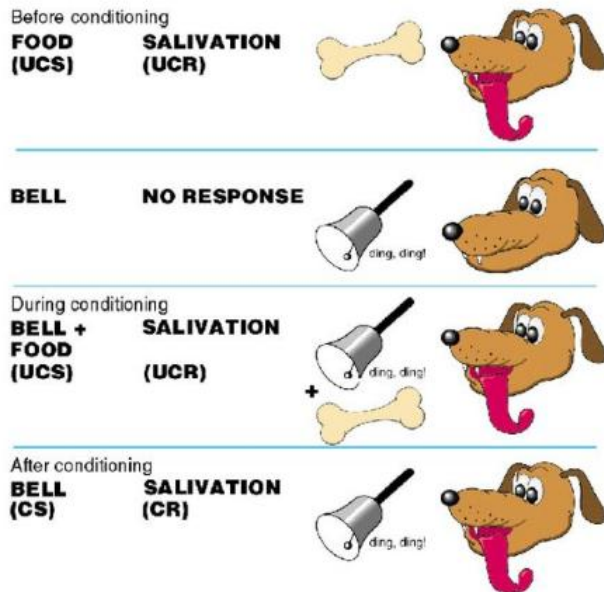 Before conditioning
FOOD SALIVATION
(UCS) (UCR)
BELL NO RESPONSE
ding, ding!
During conditioning
BELL + SALIVATION
FOOD
(UCS) (UCR)
ding, ding!
+
After conditioning
BELL SALIVATION
(CS) (CR)
ding, ding!